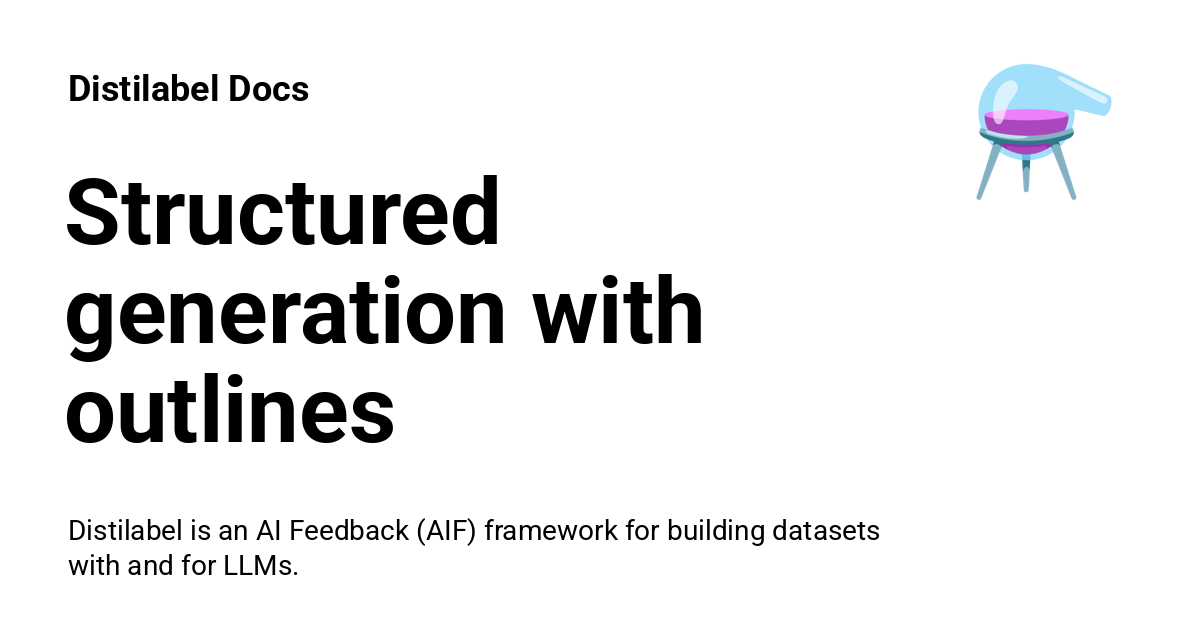 Distilabel Docs
Structured
generation with
outlines
Distilabel is an AI Feedback (AIF) framework for building datasets
with and for LLMs.